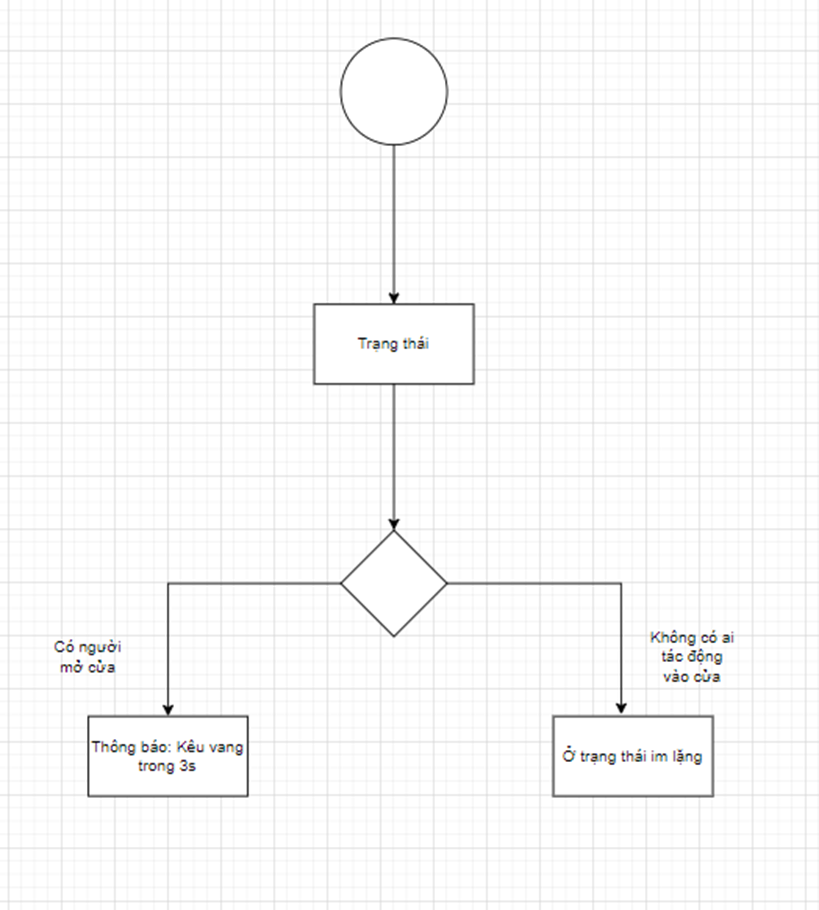 Trạng thái
Có người
mở cửa
Không có ai
tác động
vào cửa
Thông báo: Kêu vang
trong 3s
Ở trạng thái im lặng